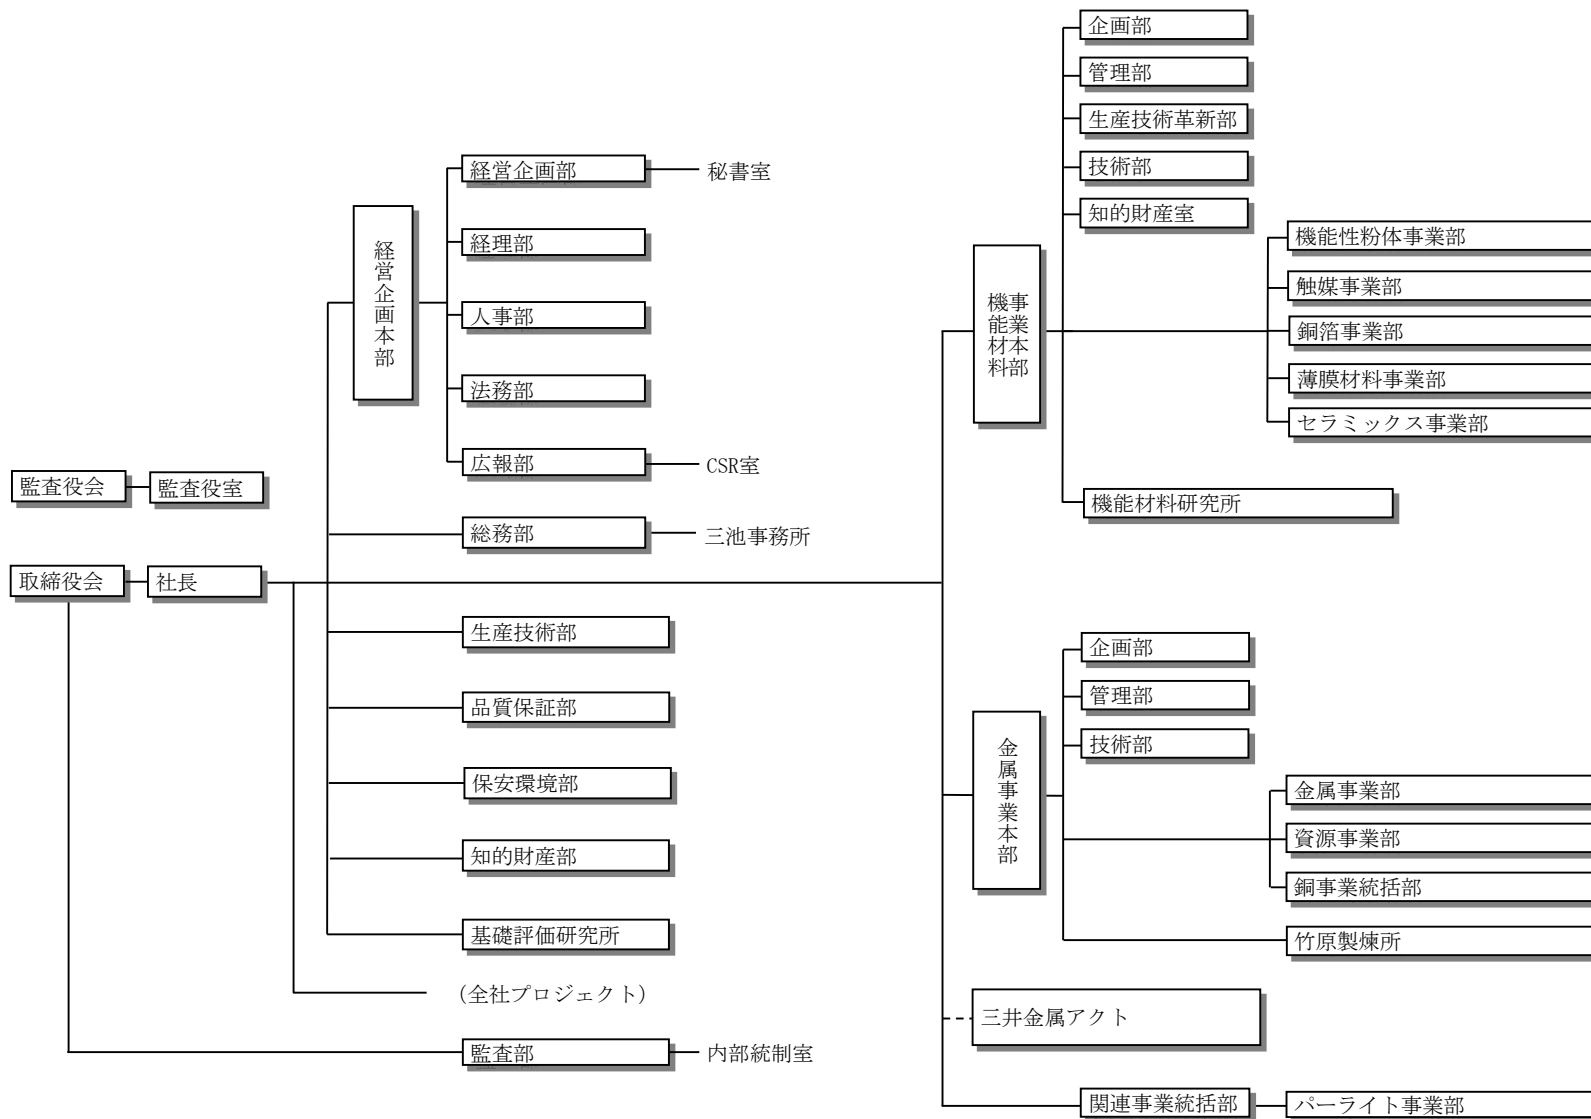 監査役会
監査役室
取締役会
社長
経営企画本部
経営企画部
秘書室
経理部
人事部
法務部
広報部
CSR室
総務部
三池事務所
生産技術部
品質保証部
保安環境部
知的財産部
基礎評価研究所
(全社プロジェクト)
監査部
内部統制室
機能材料
事業本部
企画部
管理部
生産技術革新部
技術部
知的財産室
機能性粉体事業部
触媒事業部
銅箔事業部
薄膜材料事業部
セラミックス事業部
機能材料研究所
金属事業本部
企画部
管理部
技術部
金属事業部
資源事業部
銅事業統括部
竹原製煉所
三井金属アクト
関連事業統括部
パーライト事業部